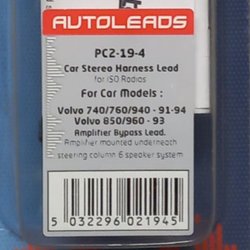 AUTOLEADS
PC2-19-4
Car Stereo Harness Lead
for ISO Radios
For Car Models :
Volvo 740/760/940 - 91-94
Volvo 850/960 - 93
Amplifier Bypass Lead.
Amplifier mounted underneath
steering column 6 speaker system
5 032296 021945